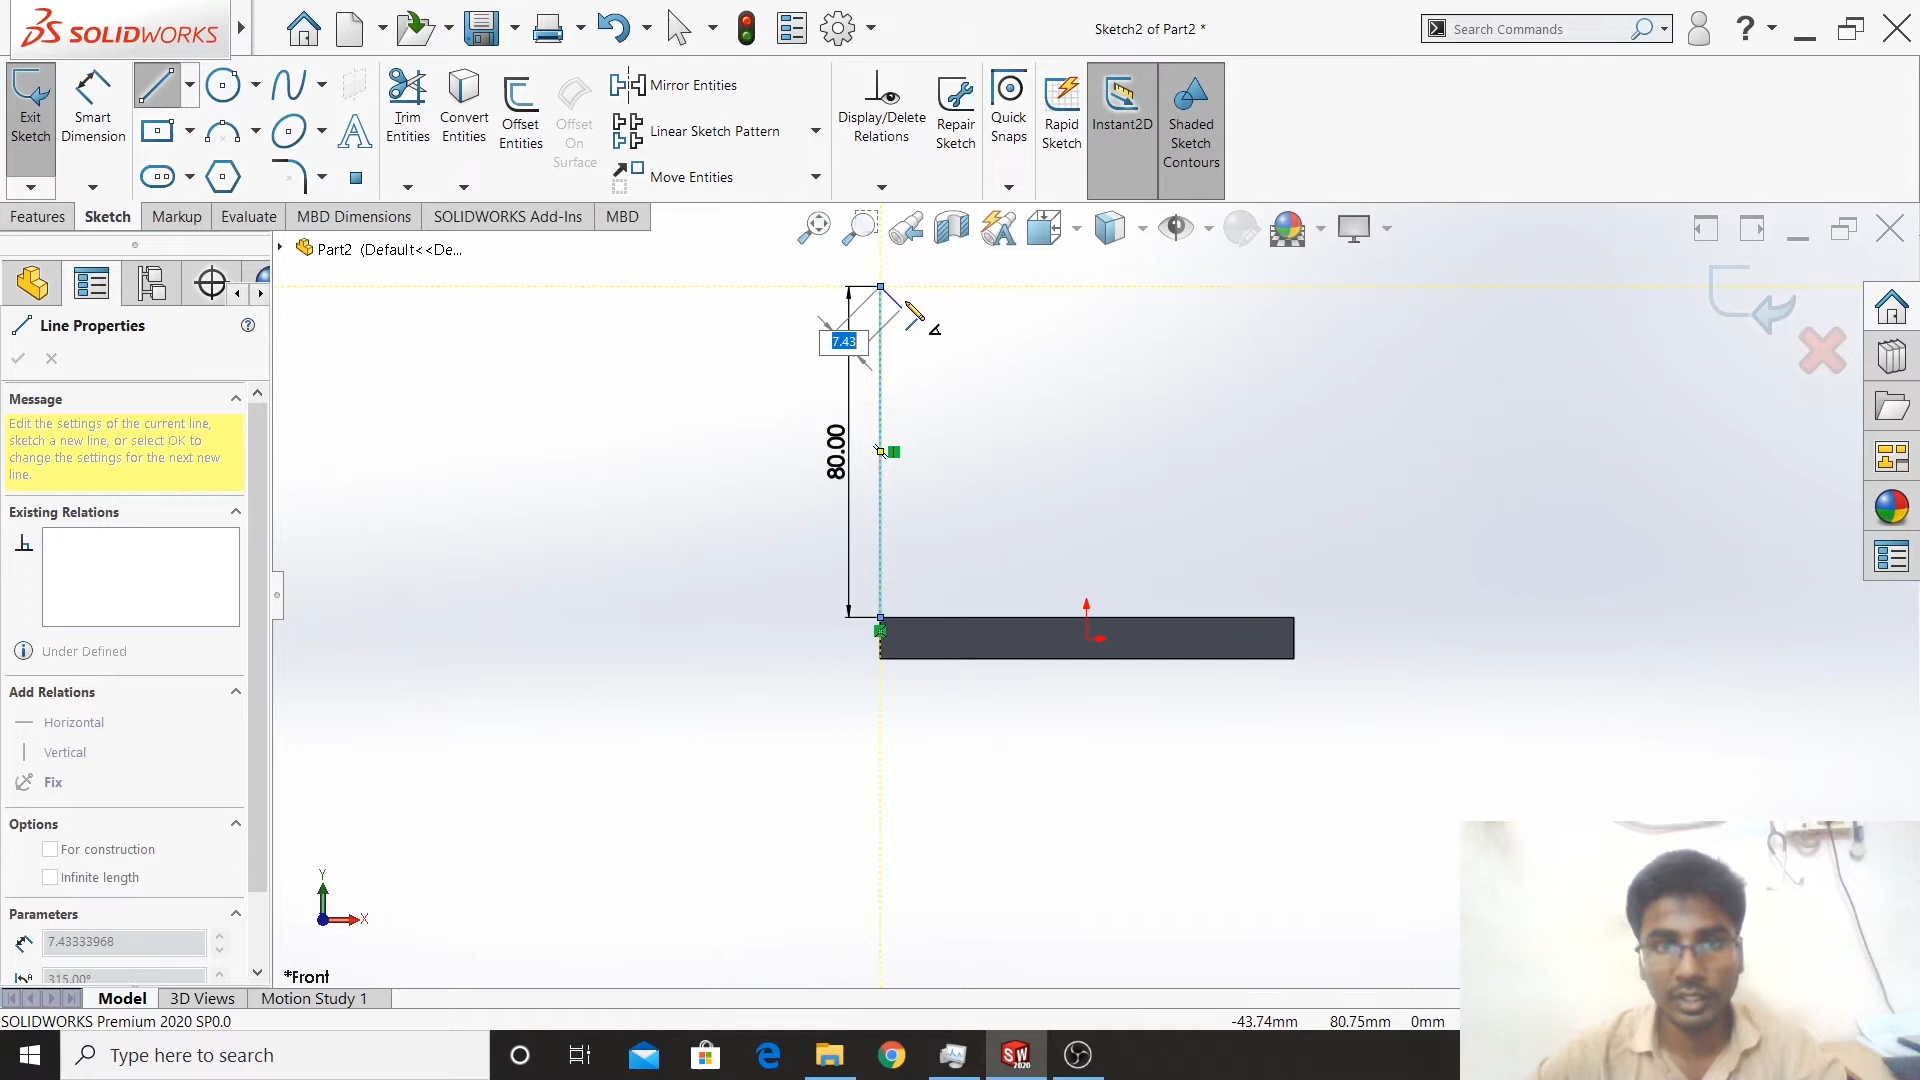 SOLIDWORKS
Sketch2 of Part2 *
Search Commands
?
Exit Sketch
Smart Dimension
Trim Entities
Convert Entities
Offset Entities
Offset On Surface
Mirror Entities
Linear Sketch Pattern
Move Entities
Display/Delete Relations
Repair Sketch
Quick Snaps
Rapid Sketch
Instant2D
Shaded Sketch Contours
Features
Sketch
Markup
Evaluate
MBD Dimensions
SOLIDWORKS Add-Ins
MBD
Part2 (Default<<De...
Line Properties
?
Message
Edit the settings of the current line,
sketch a new line, or select OK to
change the settings for the next new
line.
Existing Relations
Under Defined
Add Relations
Horizontal
Vertical
Fix
Options
For construction
Infinite length
Parameters
7.43333968
315.00°
7.43
80.00
Y
X
*Front
Model
3D Views
Motion Study 1
SOLIDWORKS Premium 2020 SP0.0
-43.74mm
80.75mm
0mm
Type here to search
SW
2020